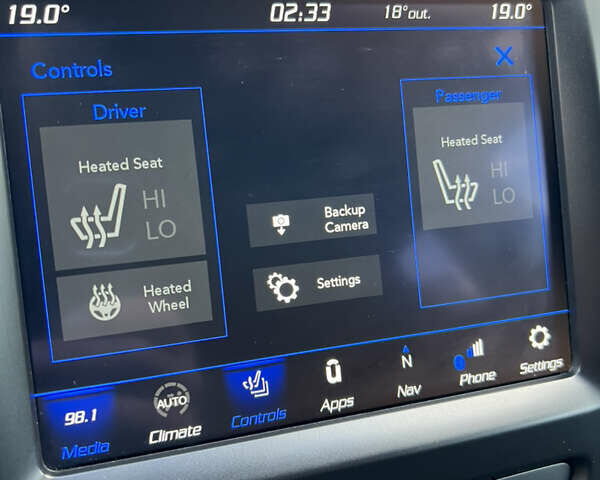 19.0°
02:33
18°out.
19.0°
Controls
X
Driver
Passenger
Heated Seat
HI
LO
Heated Seat
HI
LO
Backup
Camera
Heated
Wheel
Settings
98.1
Media
AUTO
Climate
Controls
Apps
N
Nav
Phone
Settings